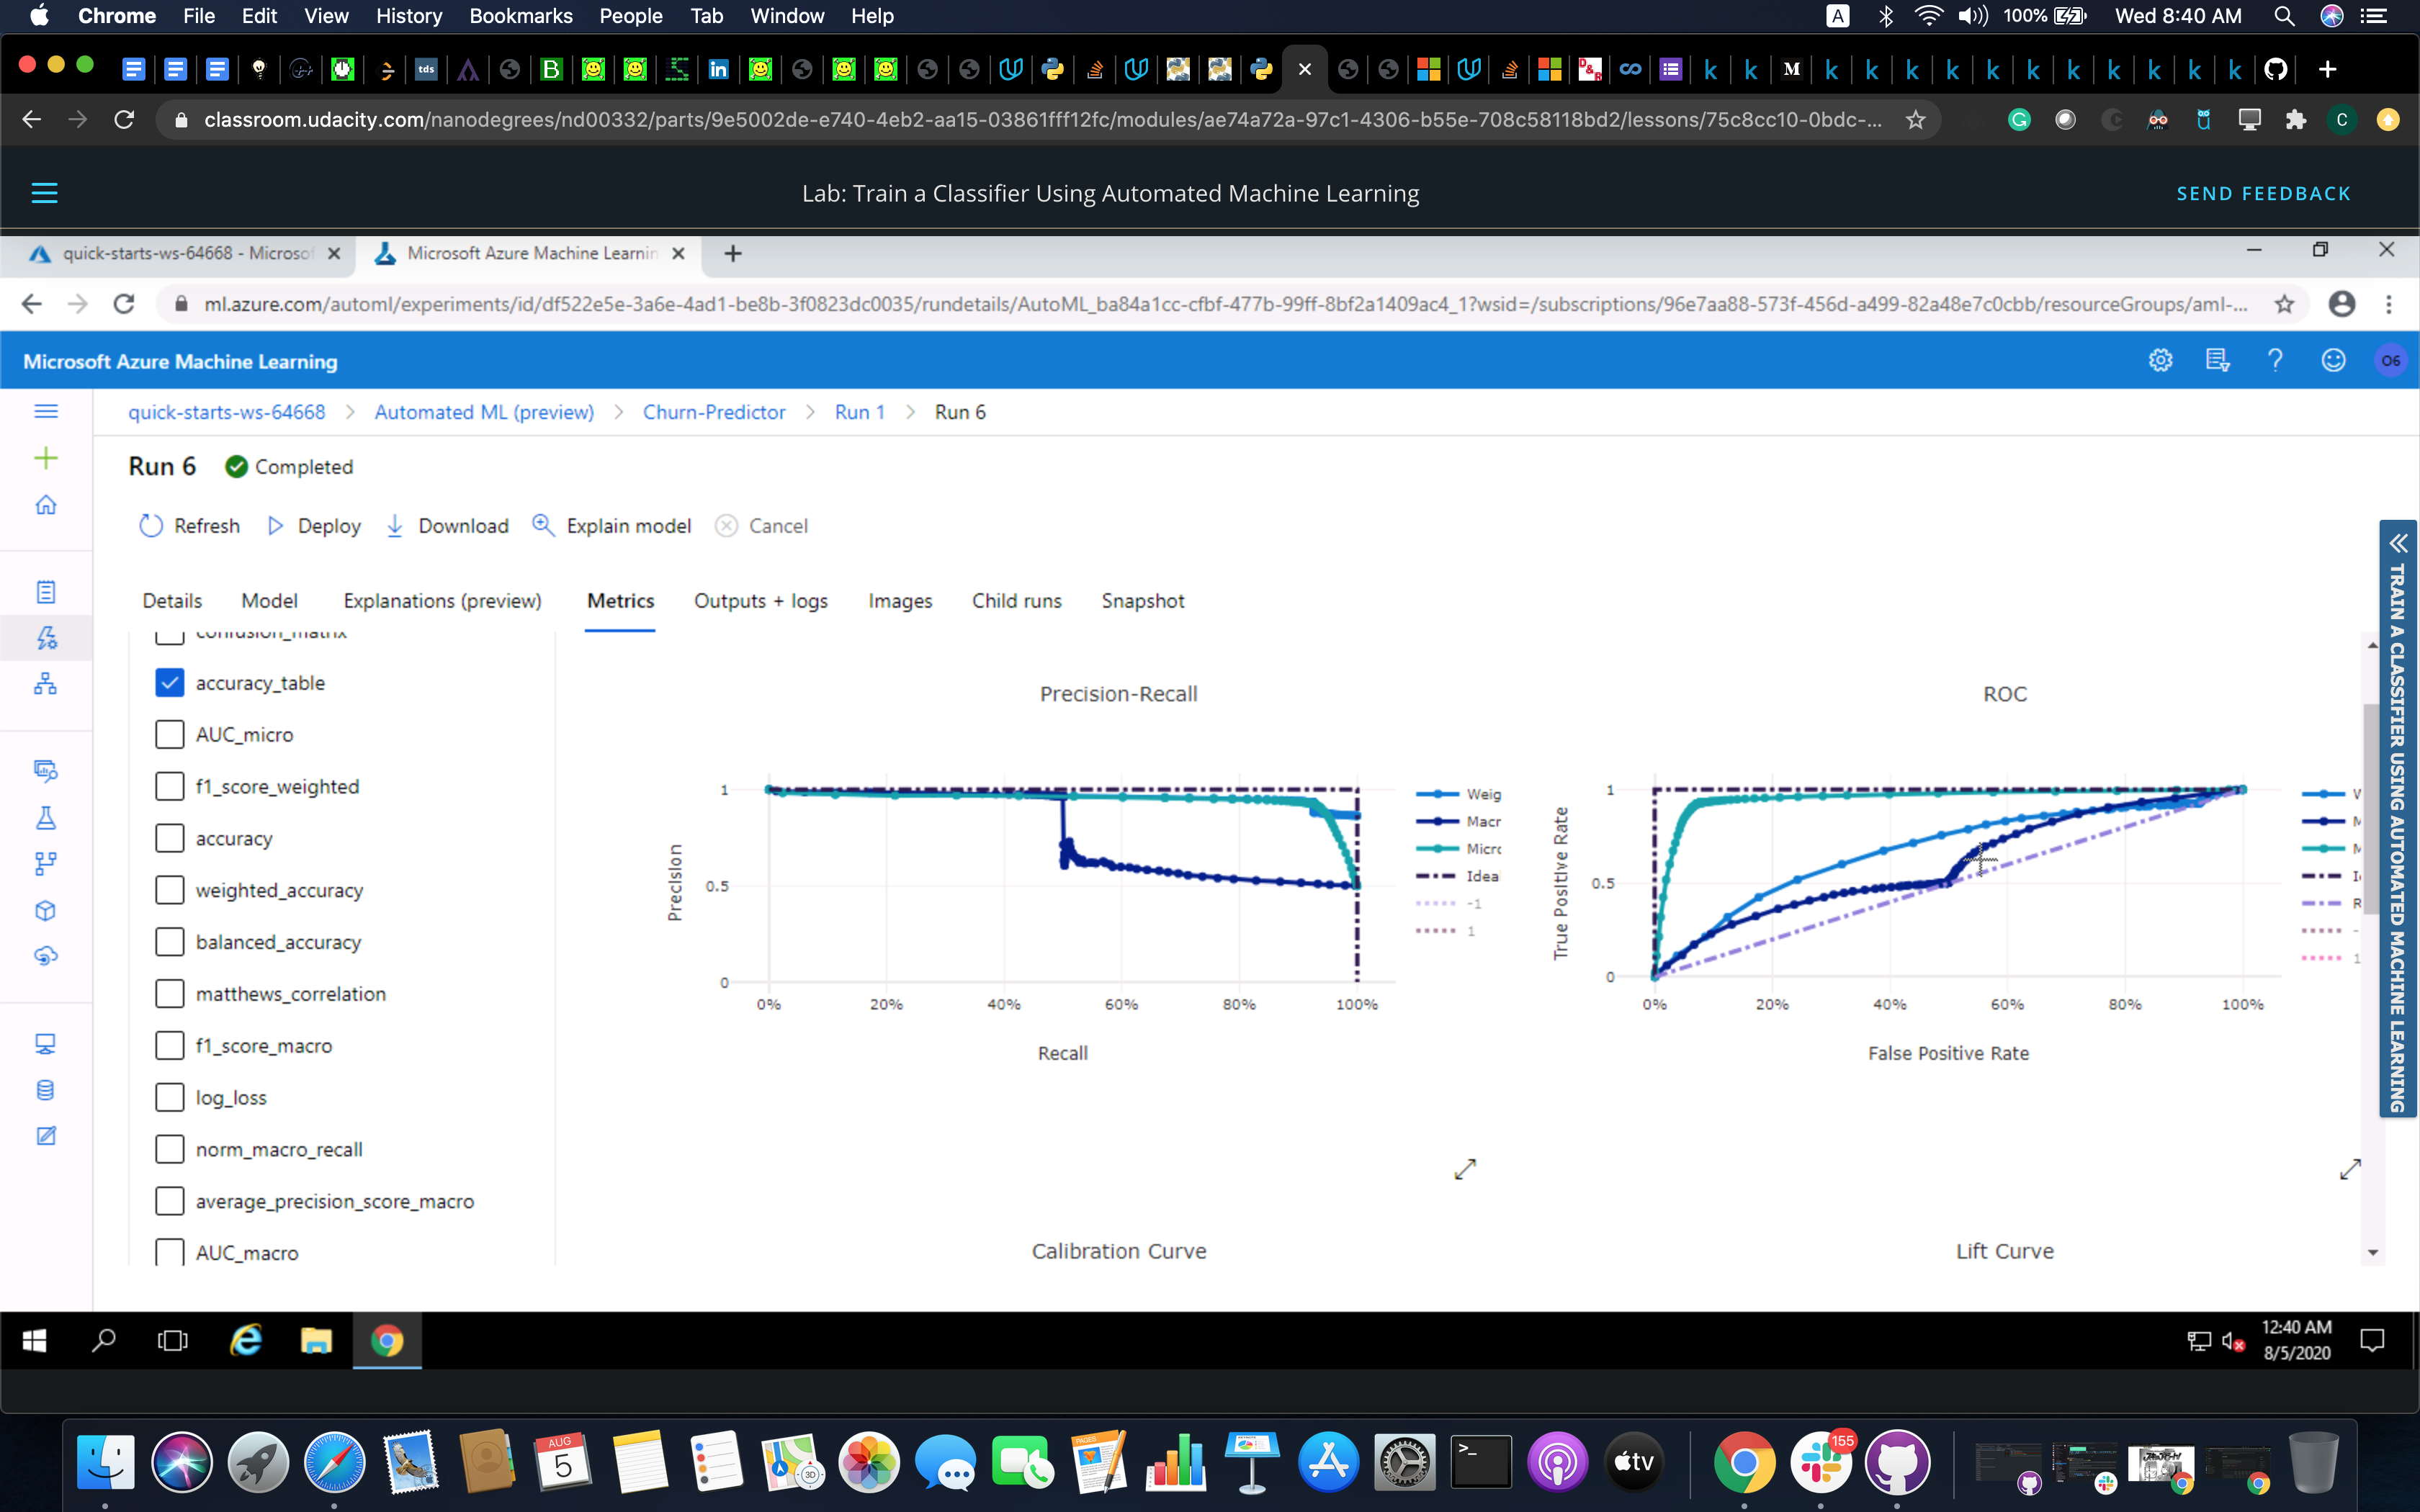 Chrome File Edit View History Bookmarks People Tab Window Help
A 100% Wed 8:40 AM
classroom.udacity.com/nanodegrees/nd00332/parts/9e5002de-e740-4eb2-aa15-03861fff12fc/modules/ae74a72a-97c1-4306-b55e-708c58118bd2/lessons/75c8cc10-0bdc-...
Lab: Train a Classifier Using Automated Machine Learning
SEND FEEDBACK
quick-starts-ws-64668 - Microsof
Microsoft Azure Machine Learnin
ml.azure.com/automl/experiments/id/df522e5e-3a6e-4ad1-be8b-3f0823dc0035/rundetails/AutoML_ba84a1cc-cfbf-477b-99ff-8bf2a1409ac4_1?wsid=/subscriptions/96e7aa88-573f-456d-a499-82a48e7c0cbb/resourceGroups/aml-...
Microsoft Azure Machine Learning
O6
quick-starts-ws-64668 > Automated ML (preview) > Churn-Predictor > Run 1 > Run 6
Run 6 Completed
Refresh Deploy Download Explain model Cancel
Details Model Explanations (preview) Metrics Outputs + logs Images Child runs Snapshot
confusion_matrix
accuracy_table
AUC_micro
f1_score_weighted
accuracy
weighted_accuracy
balanced_accuracy
matthews_correlation
f1_score_macro
log_loss
norm_macro_recall
average_precision_score_macro
AUC_macro
Precision-Recall
Precision
1
0.5
0
0% 20% 40% 60% 80% 100%
Recall
Weig
Macr
Micro
Idea
-1
1
ROC
True Positive Rate
1
0.5
0
0% 20% 40% 60% 80% 100%
False Positive Rate
Calibration Curve
Lift Curve
TRAIN A CLASSIFIER USING AUTOMATED MACHINE LEARNING
12:40 AM
8/5/2020
AUG
5
155
tv